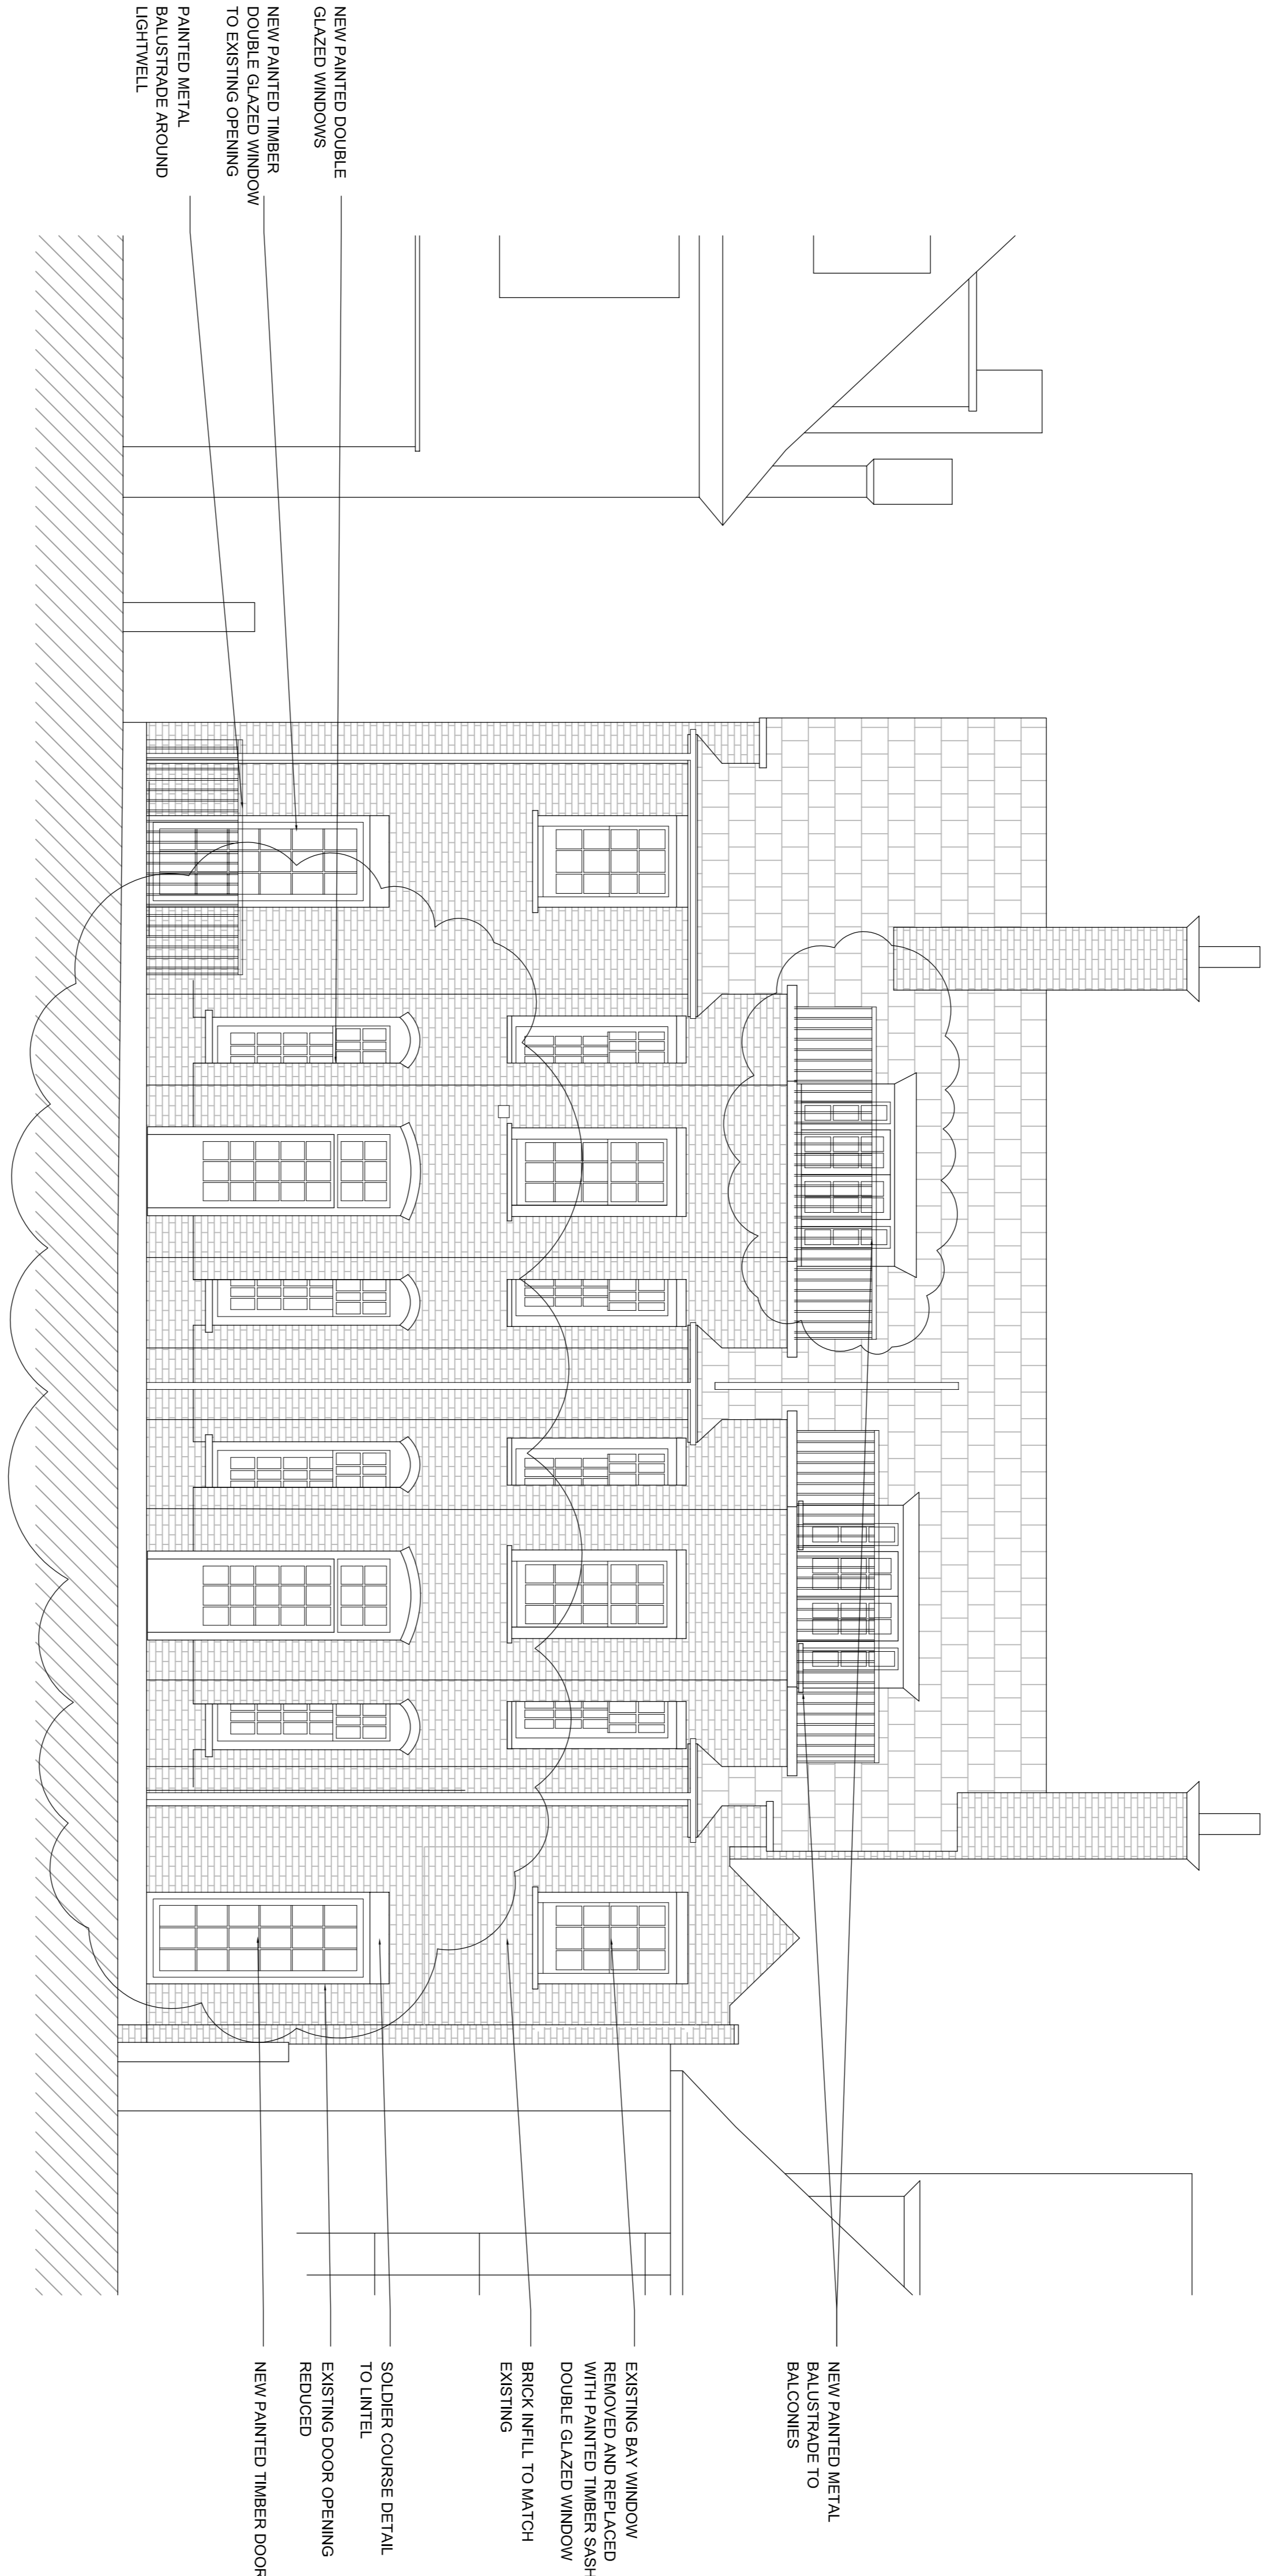 NEW PAINTED DOUBLE
GLAZED WINDOWS
NEW PAINTED TIMBER
DOUBLE GLAZED WINDOW
TO EXISTING OPENING
PAINTED METAL
BALUSTRADE AROUND
LIGHTWELL
NEW PAINTED METAL
BALUSTRADE TO
BALCONIES
EXISTING BAY WINDOW
REMOVED AND REPLACED
WITH PAINTED TIMBER SASH
DOUBLE GLAZED WINDOW
BRICK INFILL TO MATCH
EXISTING
SOLDIER COURSE DETAIL
TO LINTEL
EXISTING DOOR OPENING
REDUCED
NEW PAINTED TIMBER DOOR